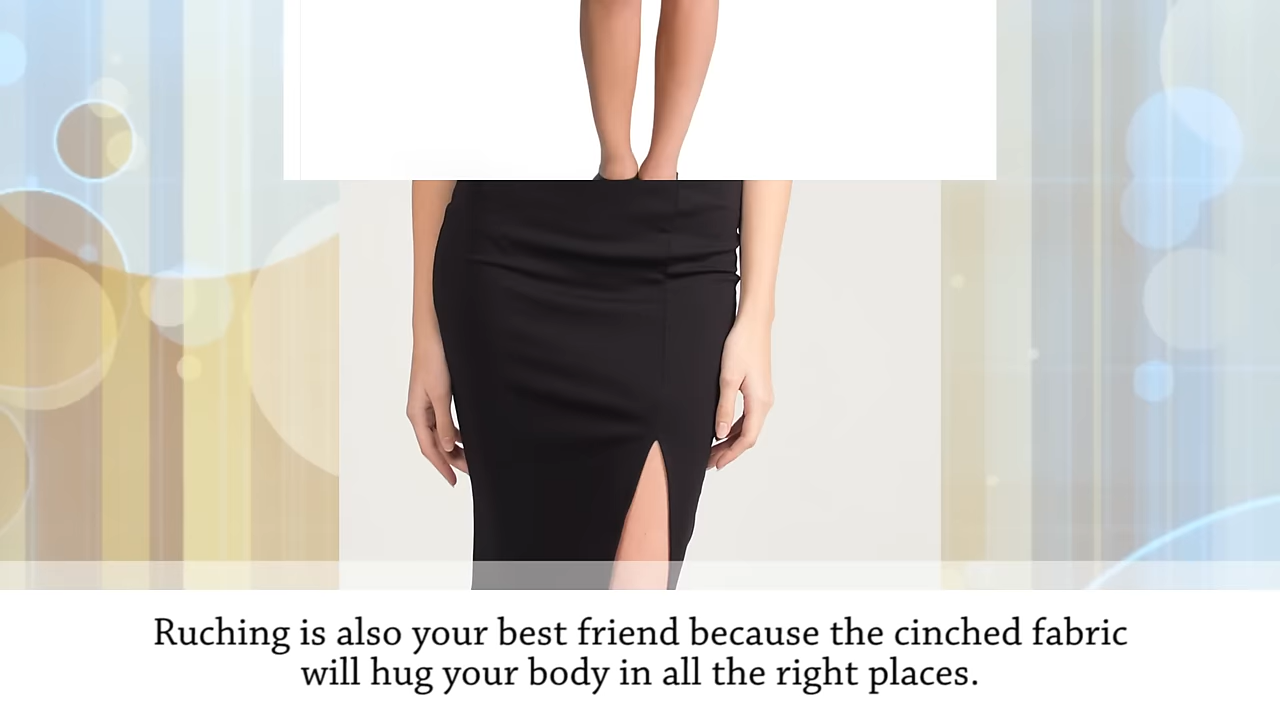 Ruching is also your best friend because the cinched fabric
will hug your body in all the right places.